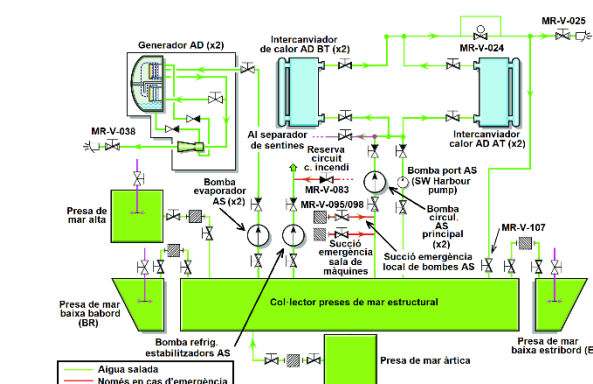 MR-V-025
Generador AD (x2)
Intercanviador
de calor AD BT (x2)
MR-V-024
MR-V-038
Al separador
de sentines
Intercanviador
calor AD AT (x2)
Reserva
circuit
c. incendi
Bomba port AS
(SW Harbour
pump)
MR-V-083
Bomba
evaporador
AS (x2)
MR-V-095/098
Bomba
circul.
AS
principal
(x2)
Presa de
mar alta
MR-V-107
Succió
emergència
sala de
màquines
Succió emergència
local de bombes AS
Presa de mar
baixa babord
(BR)
Col·lector preses de mar estructural
Presa de mar
baixa estribord (E
Bomba refrig.
estabilitzadors AS
Presa de mar àrtica
Aigua salada
Només en cas d'emergència